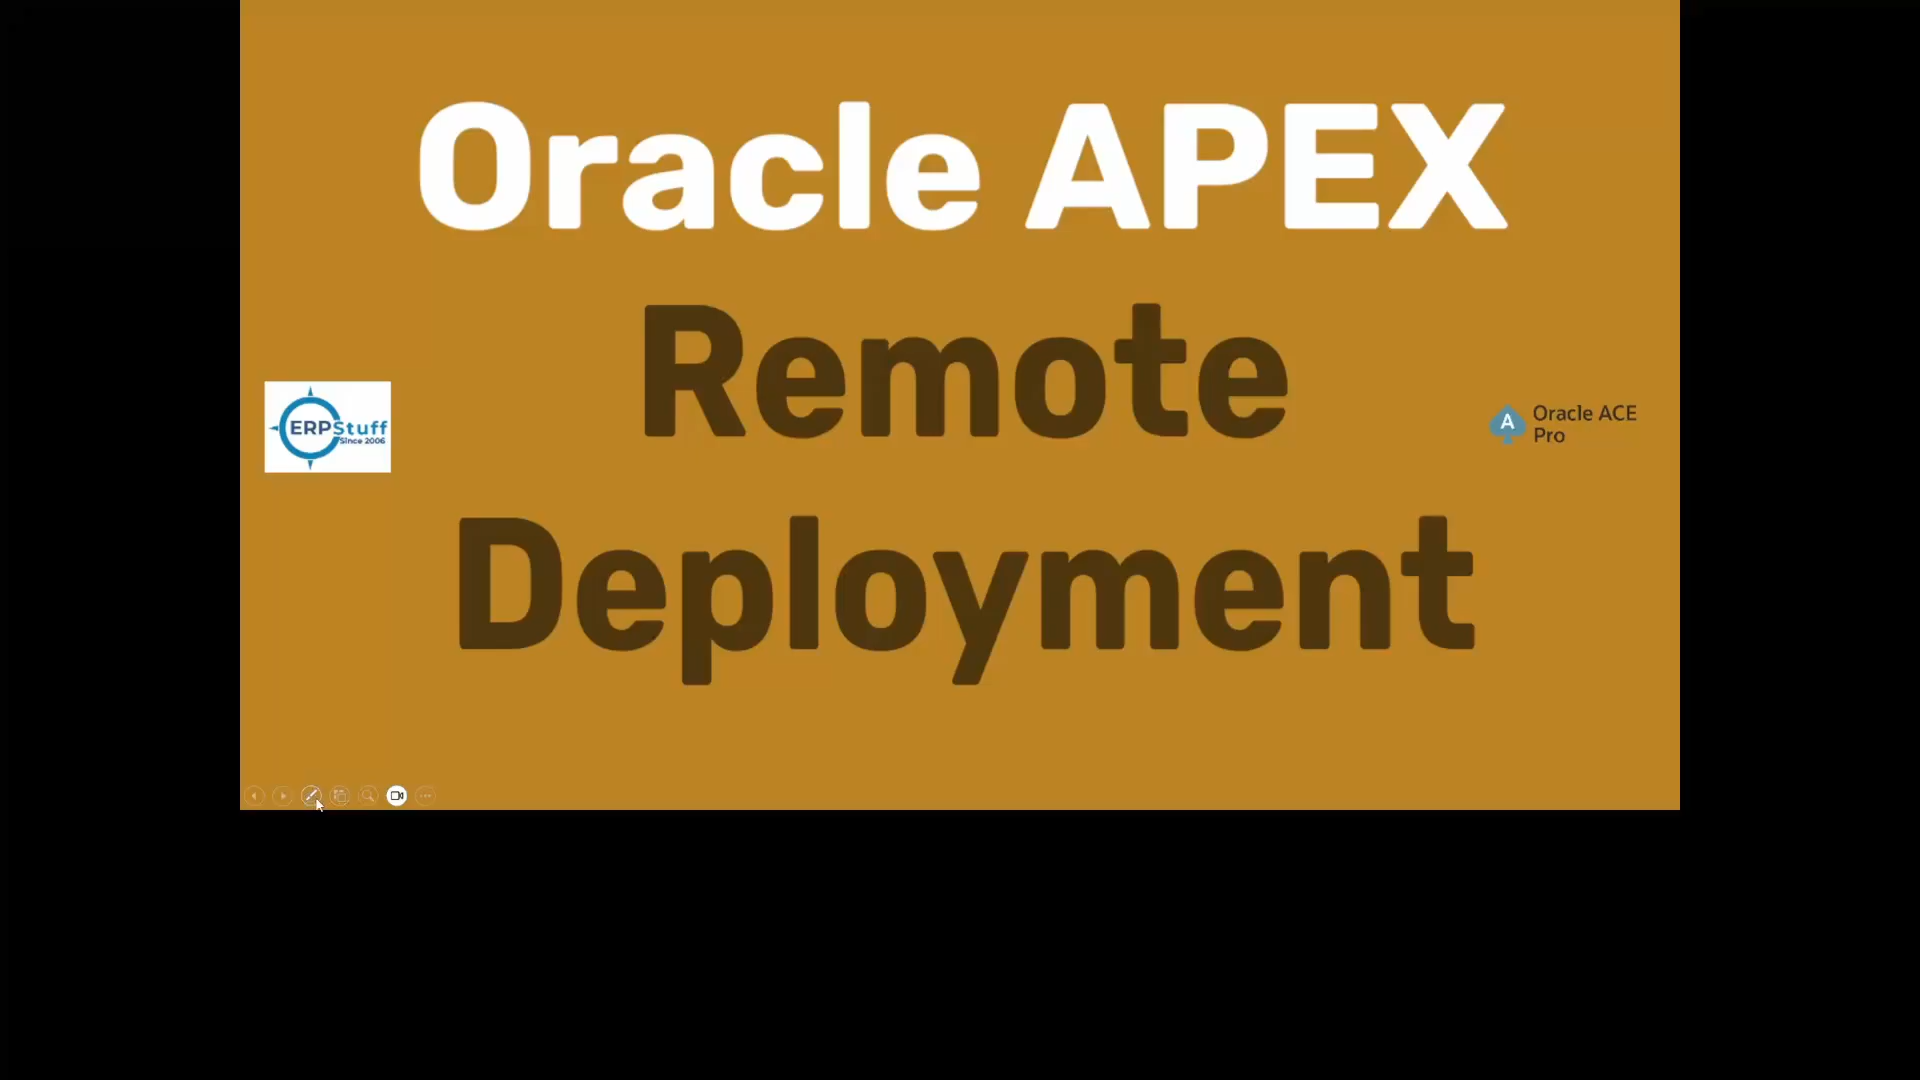 Oracle APEX
Remote
Deployment
ERPStuff
Since 2006
A
Oracle ACE
Pro